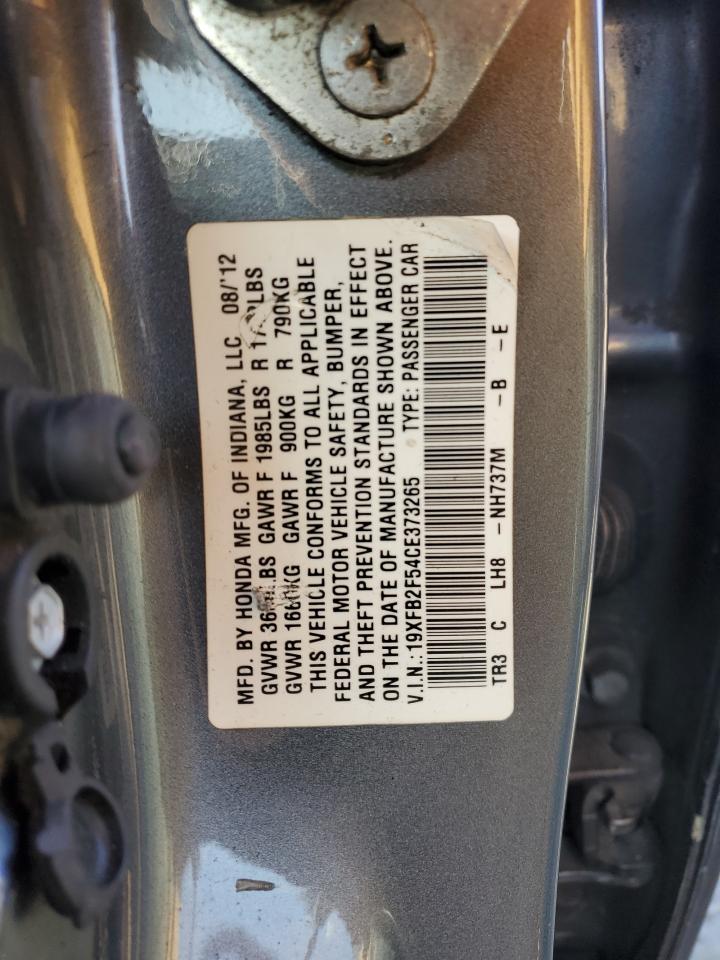 MFD. BY HONDA MFG. OF INDIANA, LLC 08/'12
GVWR GAWR F 1985LBS R
GVWR GAWR F 900KG R 790KG
THIS VEHICLE CONFORMS TO ALL APPLICABLE
FEDERAL MOTOR VEHICLE SAFETY, BUMPER,
AND THEFT PREVENTION STANDARDS IN EFFECT
ON THE DATE OF MANUFACTURE SHOWN ABOVE.
V.I.N.:19XFB2F54CE373265 TYPE: PASSENGER CAR
TR3 C LH8 -NH737M -B -E